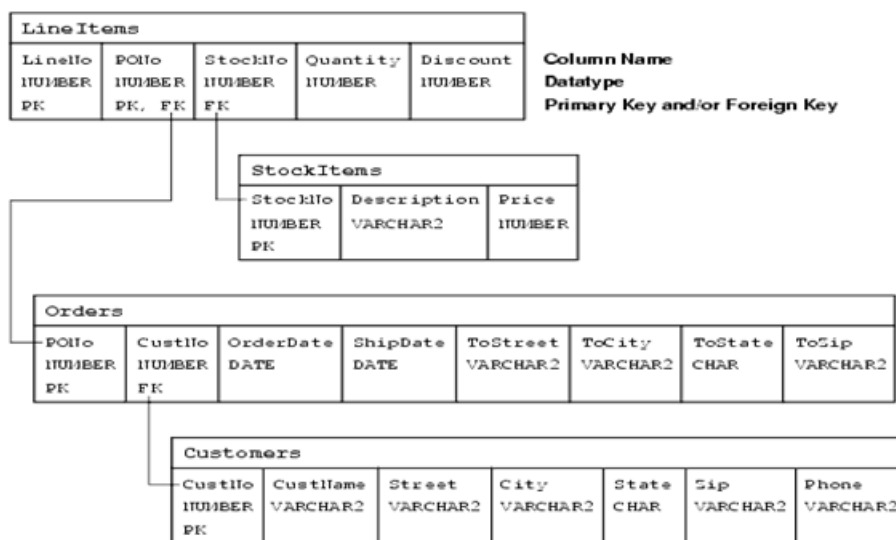 LineItems
LineNo PONo StockNo Quantity Discount Column Name
NUMBER NUMBER NUMBER NUMBER NUMBER Datatype
PK PK, FK FK Primary Key and/or Foreign Key
StockItems
StockNo Description Price
NUMBER VARCHAR2 NUMBER
PK
Orders
PONo CustNo OrderDate ShipDate ToStreet ToCity ToState ToZip
NUMBER NUMBER DATE DATE VARCHAR2 VARCHAR2 CHAR VARCHAR2
PK FK
Customers
CustNo CustName Street City State Zip Phone
NUMBER VARCHAR2 VARCHAR2 VARCHAR2 CHAR VARCHAR2 VARCHAR2
PK